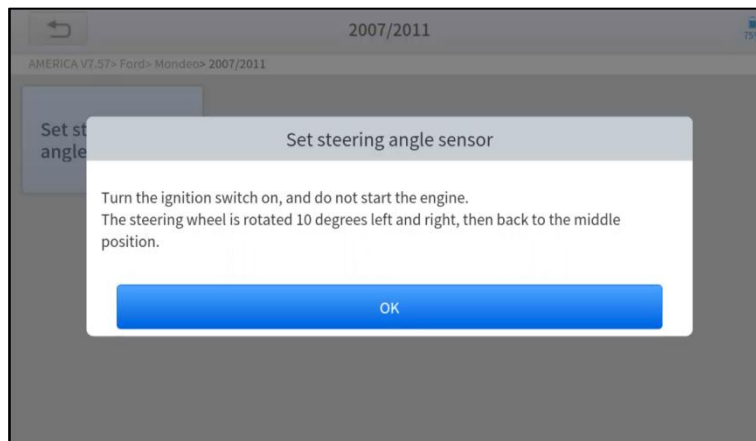 2007/2011
AMERICA V7.57> Ford> Mondeo> 2007/2011
Set st
angle
Set steering angle sensor
Turn the ignition switch on, and do not start the engine.
The steering wheel is rotated 10 degrees left and right, then back to the middle
position.
OK